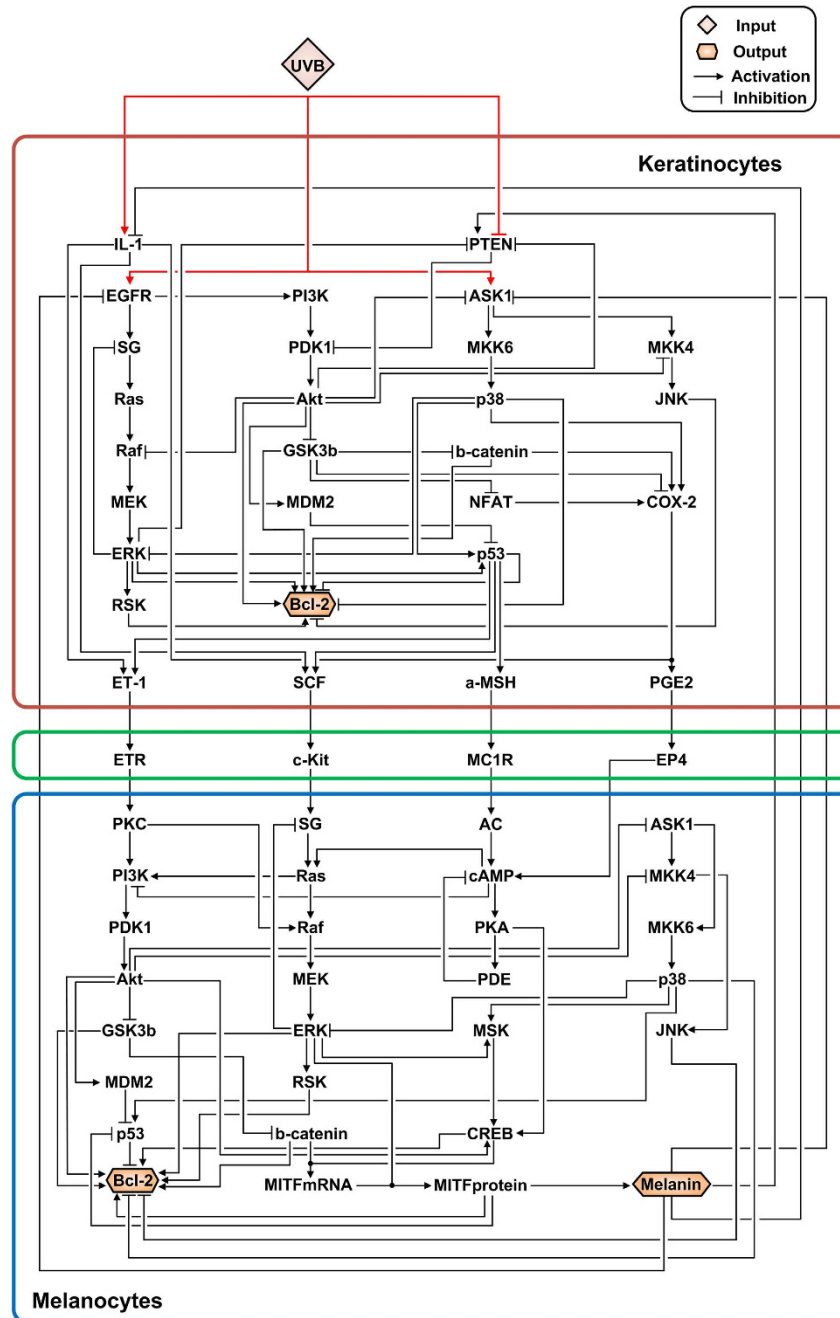 Input
Output
Activation
Inhibition
UVB
Keratinocytes
IL-1 PTEN
EGFR PI3K ASK1
SG PDK1 MKK6 MKK4
Ras Akt p38 JNK
Raf GSK3b b-catenin
MEK MDM2 NFAT COX-2
ERK p53
RSK Bcl-2
ET-1 SCF a-MSH PGE2
ETR c-Kit MC1R EP4
PKC SG AC ASK1
PI3K Ras cAMP MKK4
PDK1 Raf PKA MKK6
Akt MEK PDE p38
GSK3b ERK MSK JNK
MDM2 RSK
p53 b-catenin CREB
Bcl-2 MITFmRNA MITFprotein Melanin
Melanocytes